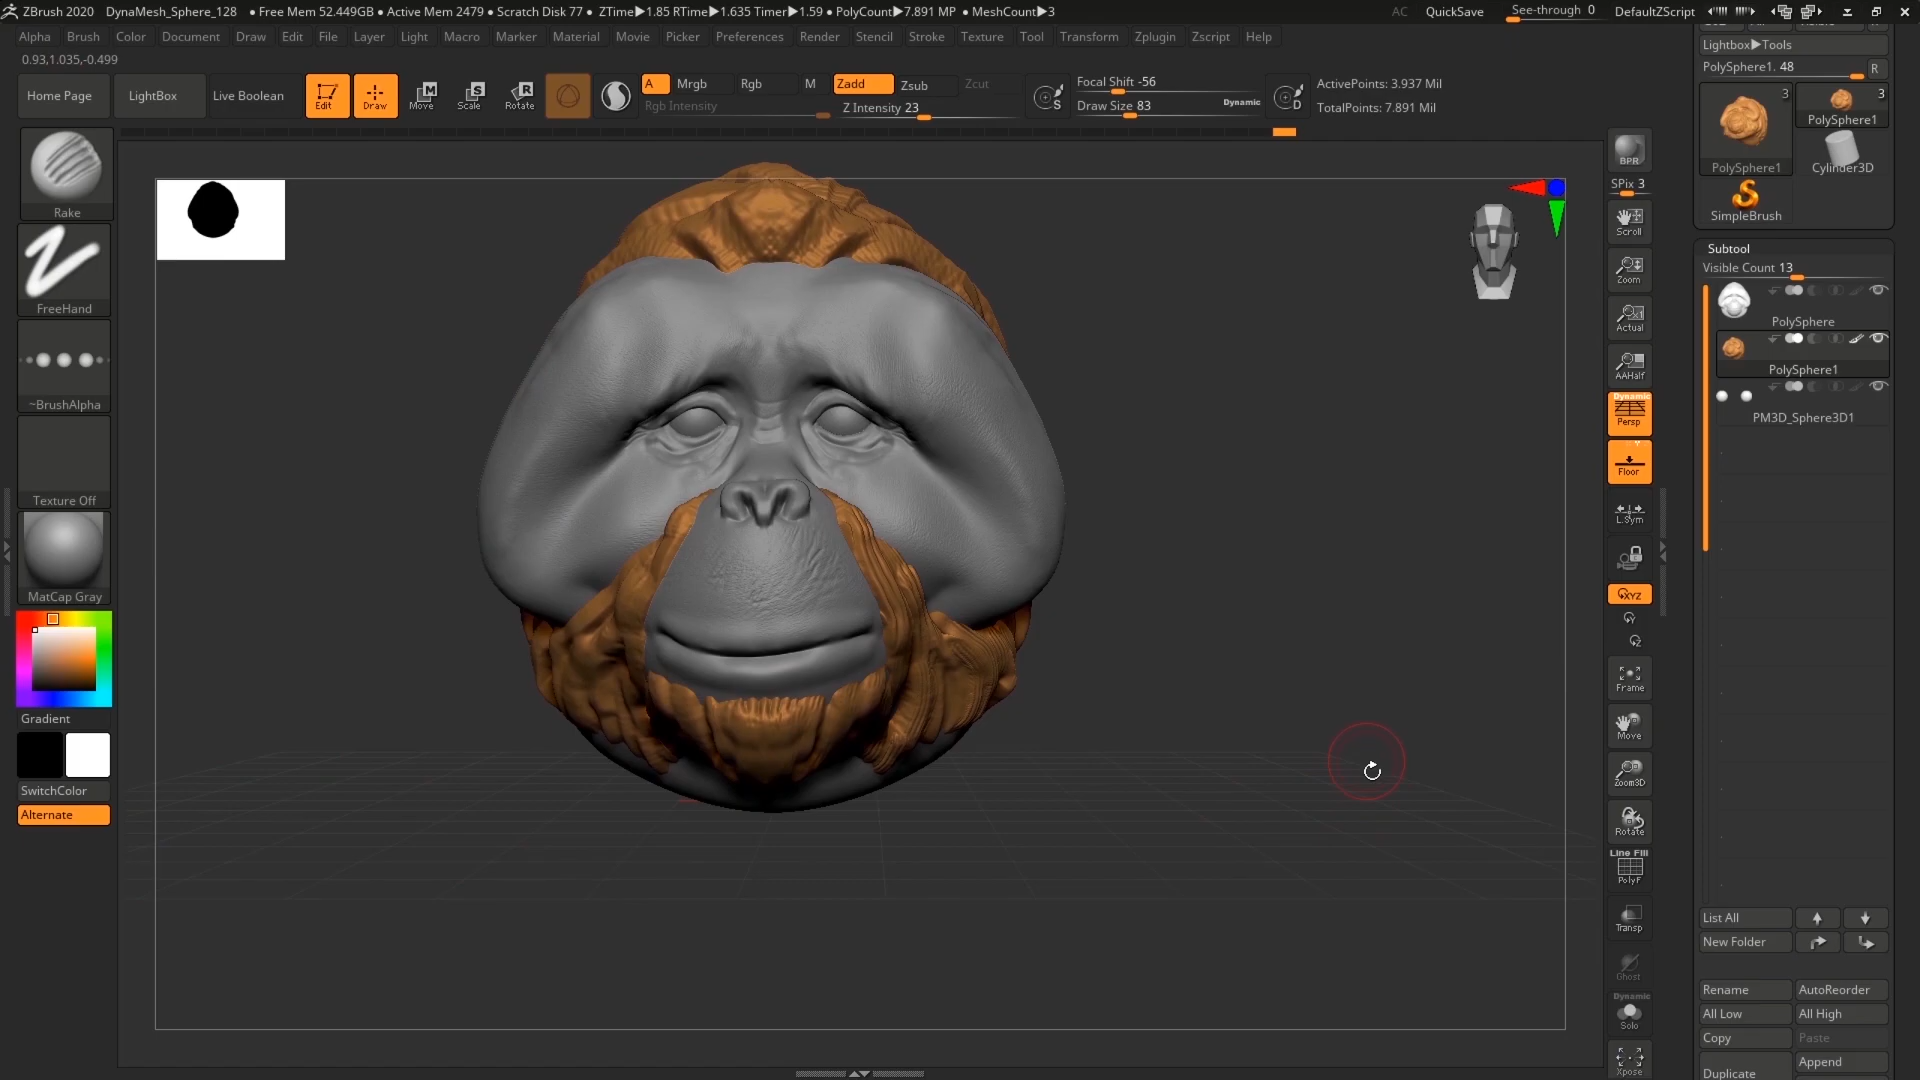 ZBrush 2020 DynaMesh_Sphere_128 • Free Mem 52.449GB • Active Mem 2479 • Scratch Disk 77 • ZTime▶1.85 RTime▶1.635 Timer▶1.59 • PolyCount▶7.891 MP • MeshCount▶3 AC QuickSave See-through 0 DefaultZScript
Alpha Brush Color Document Draw Edit File Layer Light Macro Marker Material Movie Picker Preferences Render Stencil Stroke Texture Tool Transform Zplugin Zscript Help
0.93,1.035,-0.499
Home Page LightBox Live Boolean Edit Draw Move Scale Rotate A Mrgb Rgb M Zadd Zsub Zcut
Rgb Intensity Z Intensity 23
S Focal Shift -56
Draw Size 83 Dynamic
D ActivePoints: 3.937 Mil
TotalPoints: 7.891 Mil
Rake
FreeHand
~BrushAlpha
Texture Off
MatCap Gray
Gradient
SwitchColor
Alternate
BPR
SPix 3
Scroll
Zoom
Actual
AAHalf
Dynamic
Persp
Floor
L.Sym
XYZ
Y
Z
Frame
Move
Zoom3D
Rotate
Line Fill
PolyF
Transp
Ghost
Dynamic
Solo
Xpose
Lightbox▶Tools
PolySphere1. 48 R
3 3
PolySphere1
PolySphere1 Cylinder3D
SimpleBrush
Subtool
Visible Count 13
PolySphere
PolySphere1
PM3D_Sphere3D1
List All
New Folder
Rename AutoReorder
All Low All High
Copy Paste
Append
Duplicate